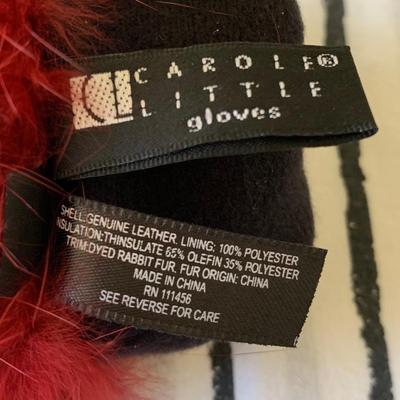 CAROLE®
LITTLE
gloves
SHELL:GENUINE LEATHER. LINING: 100% POLYESTER
INSULATION:THINSULATE 65% OLEFIN 35% POLYESTER
TRIM:DYED RABBIT FUR. FUR ORIGIN: CHINA
MADE IN CHINA
RN 111456
SEE REVERSE FOR CARE